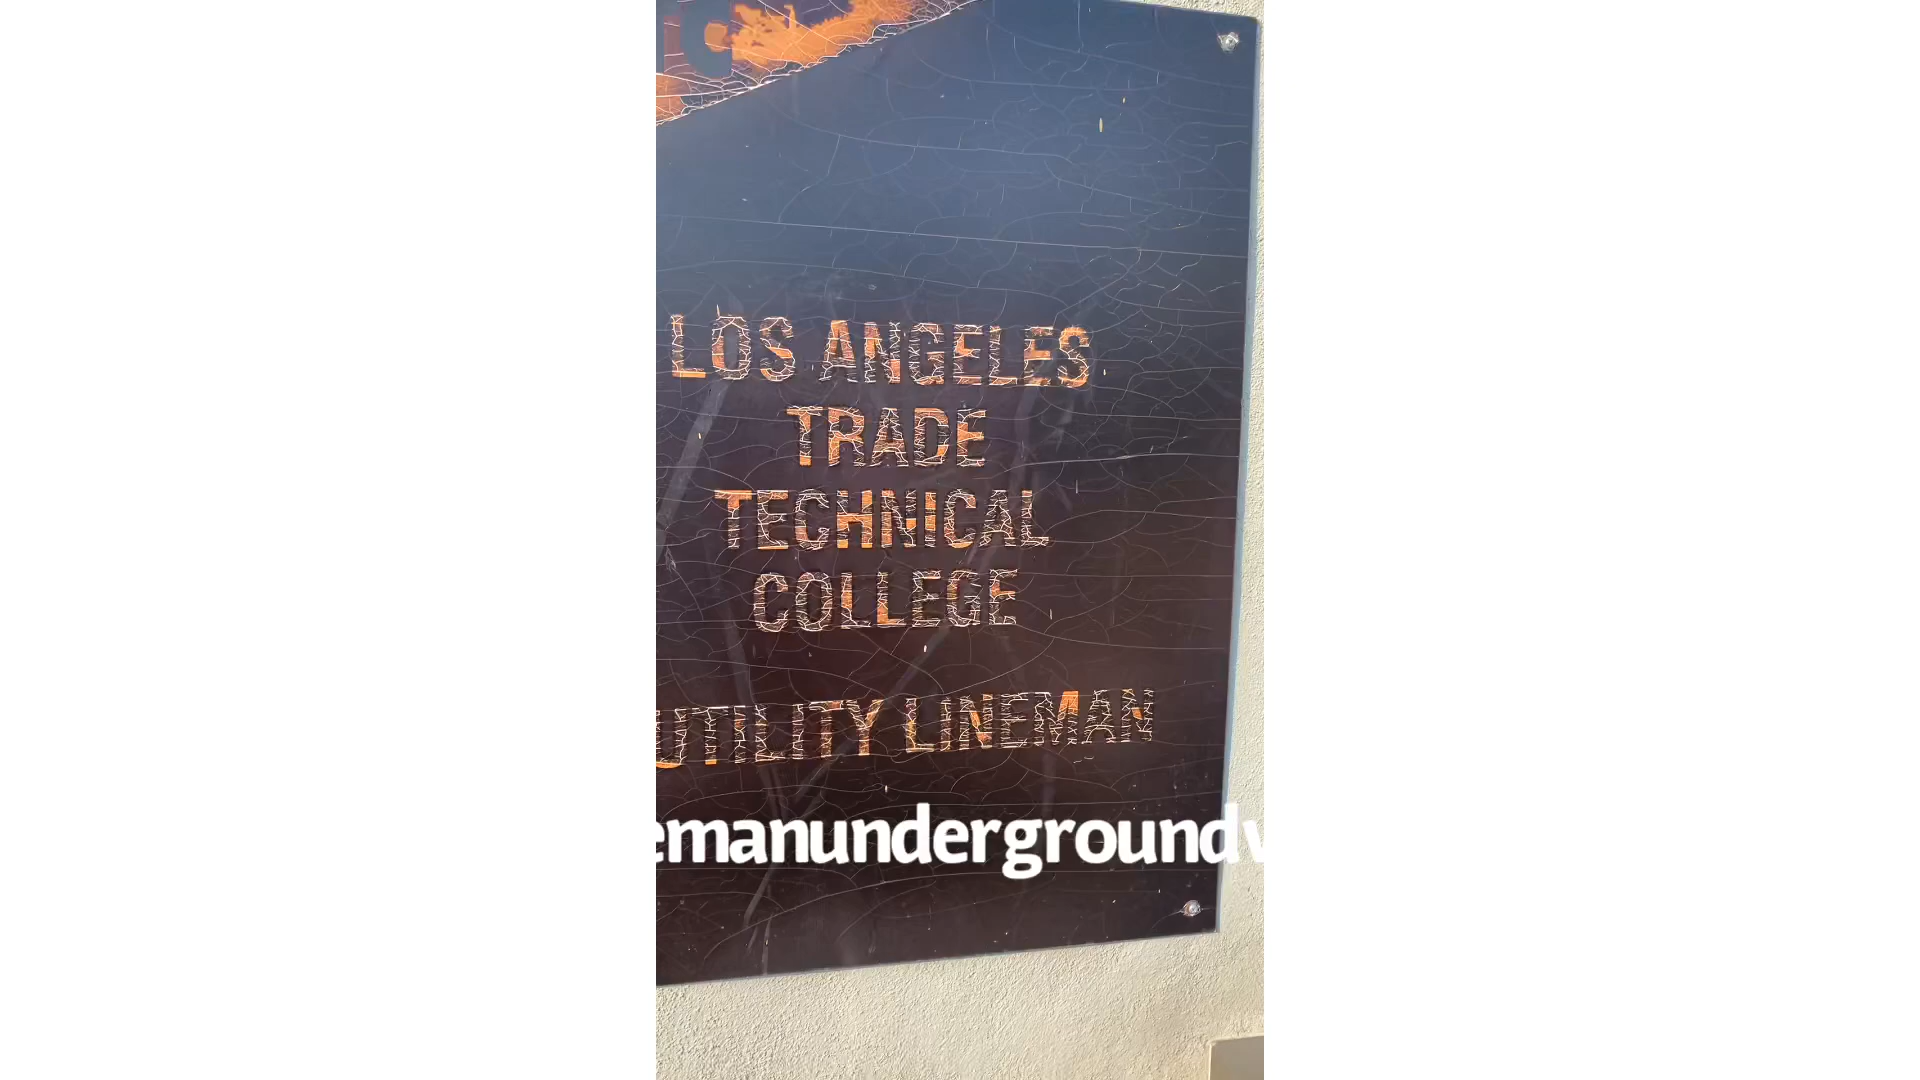 LOS ANGELES
TRADE
TECHNICAL
COLLEGE
UTILITY LINEMAN
emanundergroundv